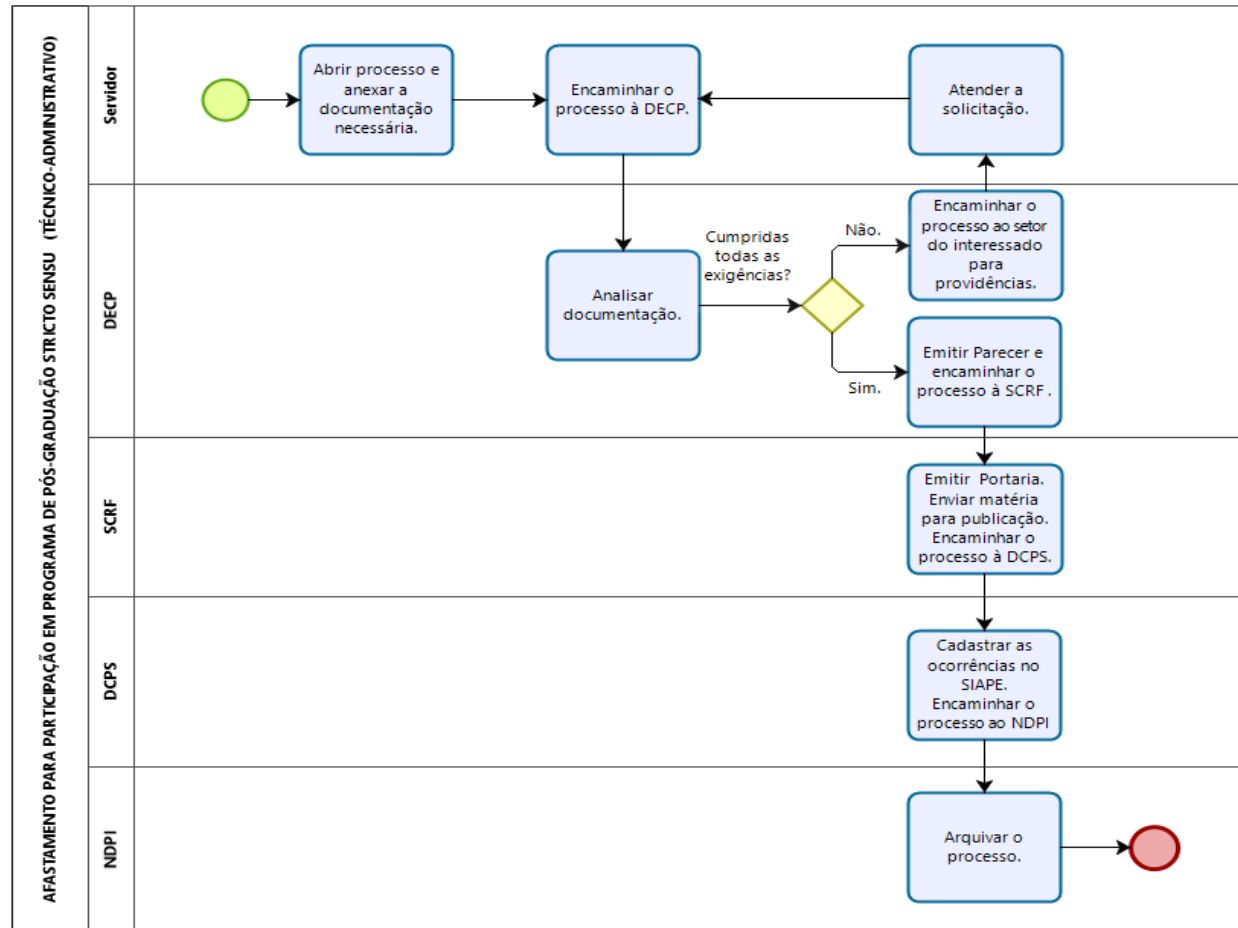 AFASTAMENTO PARA PARTICIPAÇÃO EM PROGRAMA DE PÓS-GRADUAÇÃO STRICTO SENSU (TÉCNICO-ADMINISTRATIVO)
Servidor
Abrir processo e
anexar a
documentação
necessária.
Encaminhar o
processo à DECP.
Atender a
solicitação.
DECP
Analisar
documentação.
Cumpridas
todas as
exigências?
Não.
Encaminhar o
processo ao setor
do interessado
para
providências.
Sim.
Emitir Parecer e
encaminhar o
processo à SCRF.
SCRF
Emitir Portaria.
Enviar matéria
para publicação.
Encaminhar o
processo à DCPS.
DCPS
Cadastrar as
ocorrências no
SIAPE.
Encaminhar o
processo ao NDPI
NDPI
Arquivar o
processo.